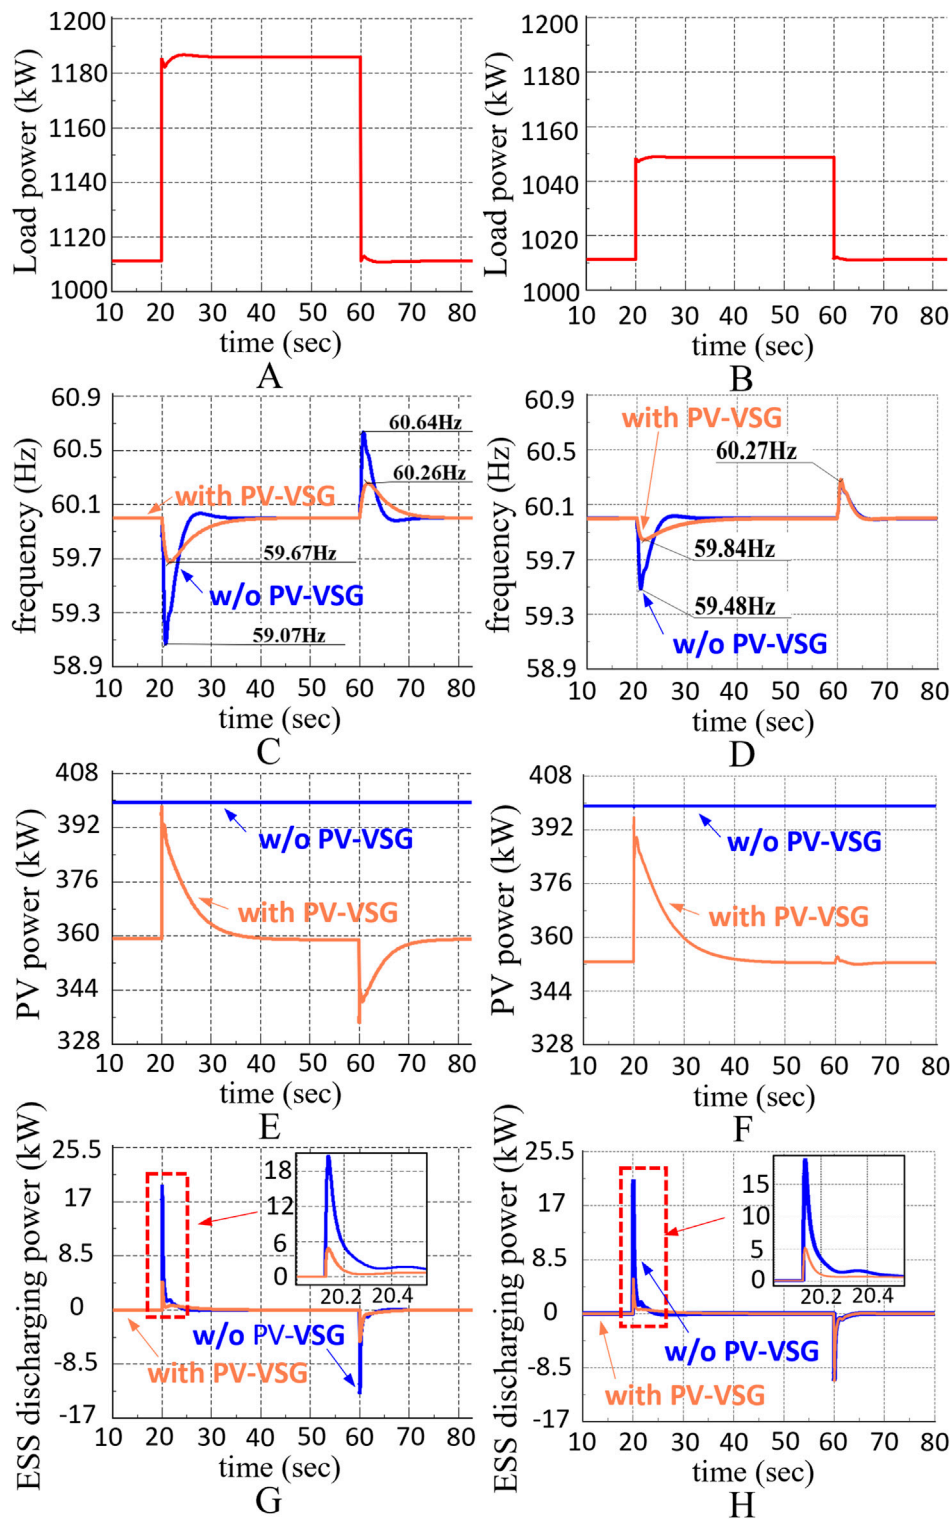 Load power (kW)
1200
1180
1160
1140
1110
1000
10 20 30 40 50 60 70 80
time (sec)
A
Load power (kW)
1200
1180
1160
1040
1020
1000
10 20 30 40 50 60 70 80
time (sec)
B
frequency (Hz)
60.9
60.5
60.1
59.7
59.3
58.9
60.64Hz
60.26Hz
with PV-VSG
59.67Hz
w/o PV-VSG
59.07Hz
10 20 30 40 50 60 70 80
time (sec)
C
frequency (Hz)
60.9
60.5
60.1
59.7
59.3
58.9
with PV-VSG
60.27Hz
59.84Hz
59.48Hz
w/o PV-VSG
10 20 30 40 50 60 70 80
time (sec)
D
PV power (kW)
408
392
376
360
344
328
w/o PV-VSG
with PV-VSG
10 20 30 40 50 60 70 80
time (sec)
E
PV power (kW)
408
392
376
360
344
328
w/o PV-VSG
with PV-VSG
10 20 30 40 50 60 70 80
time (sec)
F
ESS discharging power (kW)
25.5
17
8.5
0
-8.5
-17
18
12
6
0
20.2 20.4
w/o PV-VSG
with PV-VSG
10 20 30 40 50 60 70 80
time (sec)
G
ESS discharging power (kW)
25.5
17
8.5
0
-8.5
-17
15
10
5
0
20.2 20.4
w/o PV-VSG
with PV-VSG
10 20 30 40 50 60 70 80
time (sec)
H